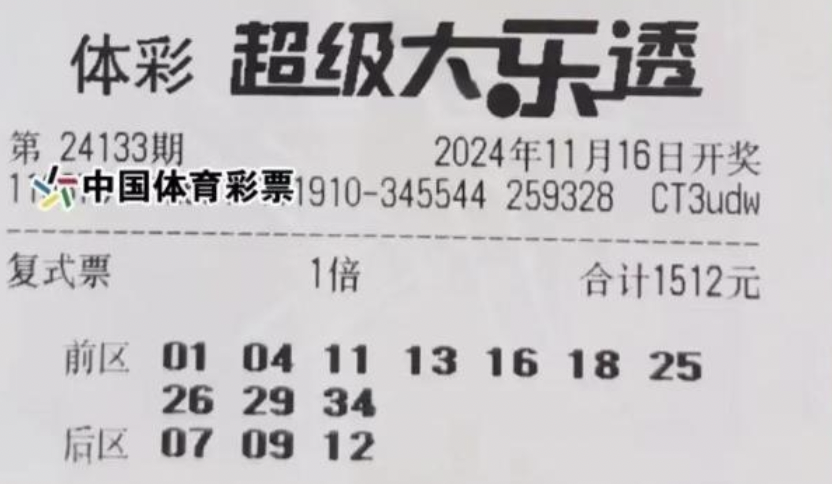 体彩 超级大乐透
第 24133期 2024年11月16日开奖
中国体育彩票 1910-345544 259328 CT3udw
复式票 1倍 合计1512元
前区 01 04 11 13 16 18 25
26 29 34
后区 07 09 12